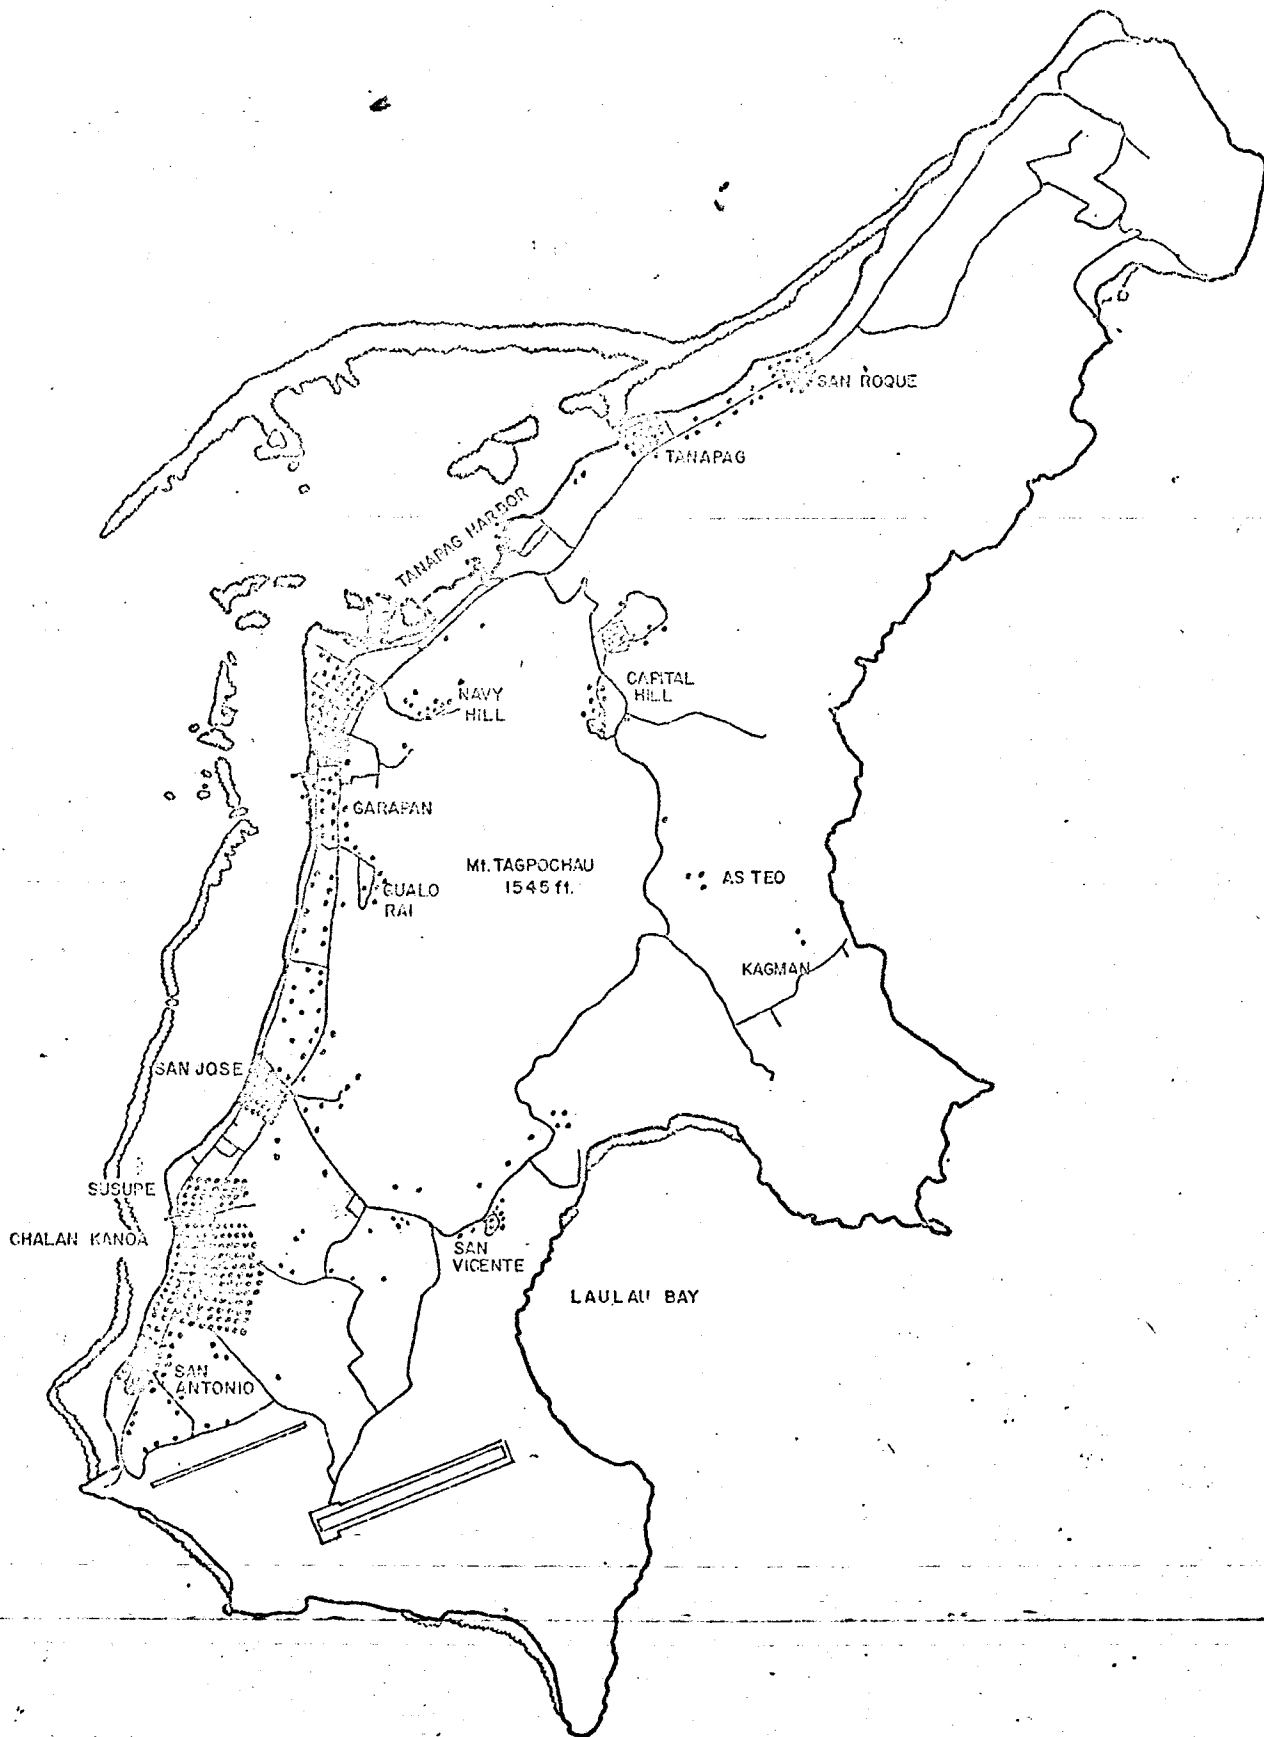 SAN ROQUE
TANAPAG
TANAPAG HARBOR
CAPITAL
HILL
NAVY
HILL
GARAPAN
Mt. TAGPOCHAU
1545 ft.
AS TEO
GUALO
RAI
KAGMAN
SAN JOSE
SUSUPE
CHALAN KANOA
SAN
VICENTE
LAULAU BAY
SAN
ANTONIO